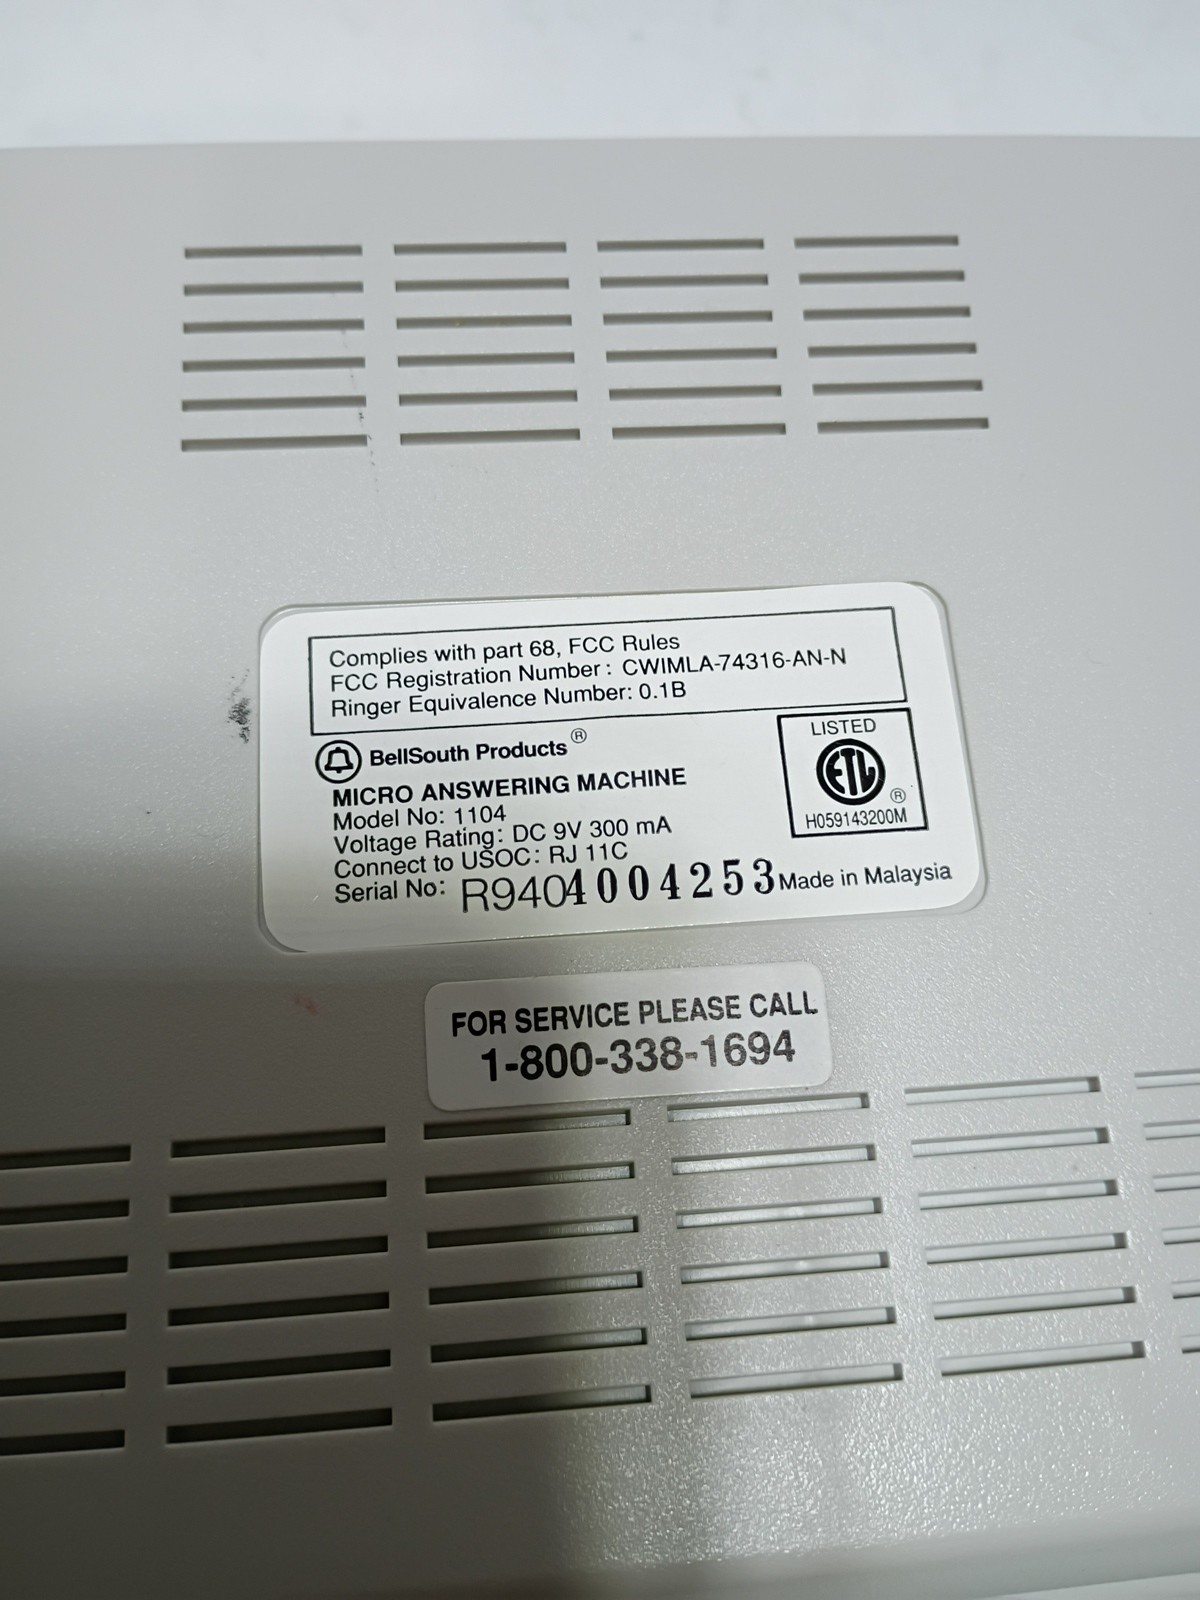 Complies with part 68, FCC Rules
FCC Registration Number : CWIMLA-74316-AN-N
Ringer Equivalence Number: 0.1B
BellSouth Products®
MICRO ANSWERING MACHINE
Model No: 1104
Voltage Rating: DC 9V 300 mA
Connect to USOC: RJ 11C
Serial No: R9404004253 Made in Malaysia
LISTED
ETL ®
H059143200M
FOR SERVICE PLEASE CALL
1-800-338-1694